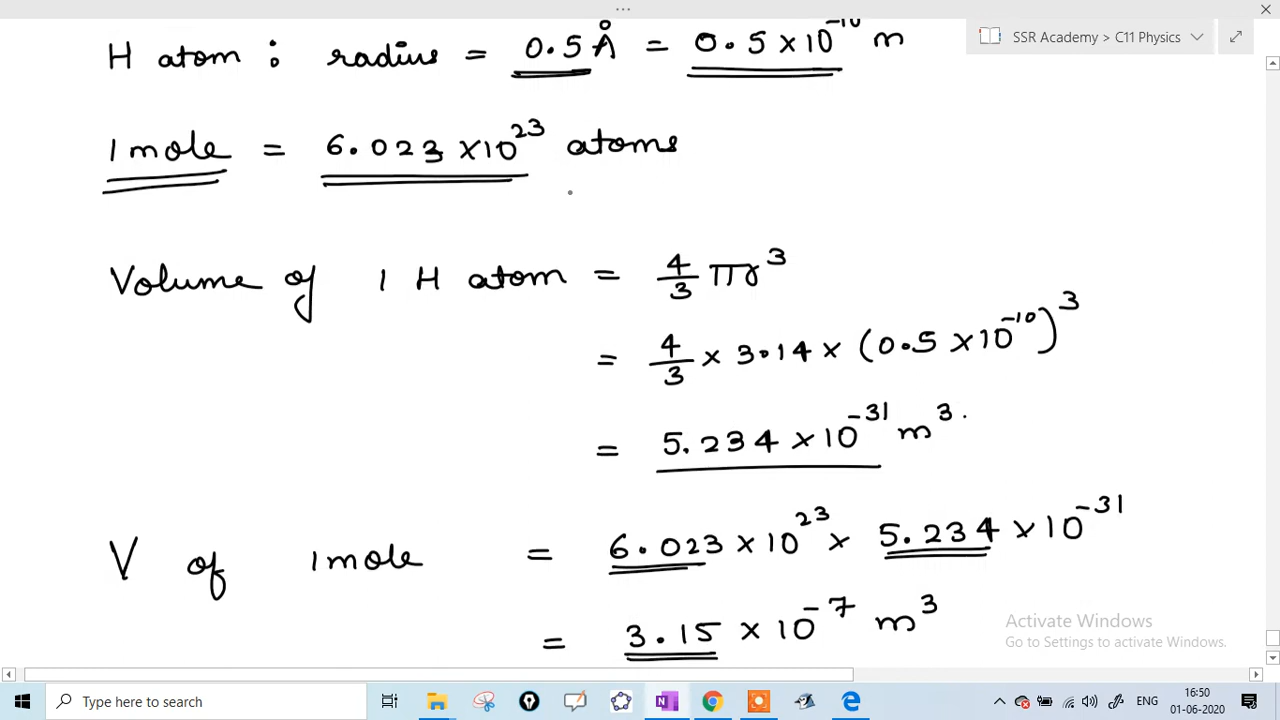 H atom : radius = 0.5 Å = 0.5 × 10⁻¹⁰ m
SSR Academy > C11 Physics
1 mole = 6.023 × 10²³ atoms
Volume of 1 H atom = 4/3 πr³
= 4/3 × 3.14 × (0.5 × 10⁻¹⁰)³
= 5.234 × 10⁻³¹ m³.
V of 1 mole = 6.023 × 10²³ × 5.234 × 10⁻³¹
= 3.15 × 10⁻⁷ m³
Activate Windows
Go to Settings to activate Windows.
Type here to search
50
01-06-2020